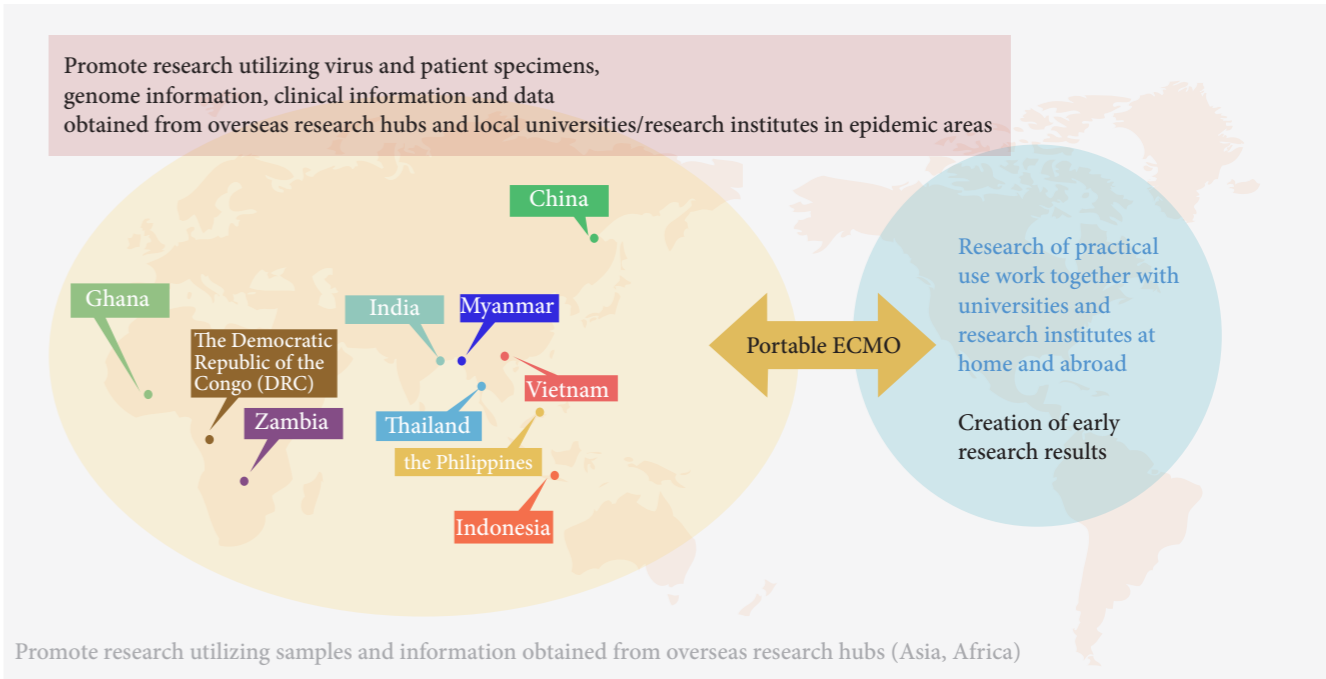 Promote research utilizing virus and patient specimens,
genome information, clinical information and data
obtained from overseas research hubs and local universities/research institutes in epidemic areas
China
Ghana
India
Myanmar
The Democratic
Republic of the
Congo (DRC)
Vietnam
Zambia
Thailand
the Philippines
Indonesia
Portable ECMO
Research of practical
use work together with
universities and
research institutes at
home and abroad
Creation of early
research results
Promote research utilizing samples and information obtained from overseas research hubs (Asia, Africa)